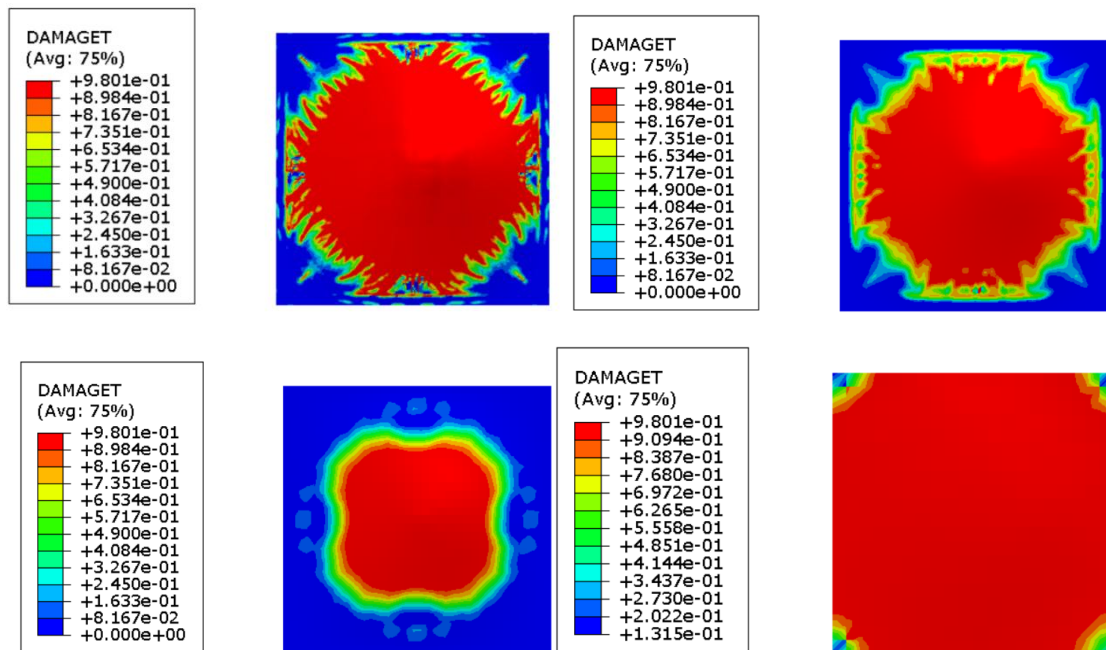 DAMAGET
(Avg: 75%)
+9.801e-01
+8.984e-01
+8.167e-01
+7.351e-01
+6.534e-01
+5.717e-01
+4.900e-01
+4.084e-01
+3.267e-01
+2.450e-01
+1.633e-01
+8.167e-02
+0.000e+00
DAMAGET
(Avg: 75%)
+9.801e-01
+8.984e-01
+8.167e-01
+7.351e-01
+6.534e-01
+5.717e-01
+4.900e-01
+4.084e-01
+3.267e-01
+2.450e-01
+1.633e-01
+8.167e-02
+0.000e+00
DAMAGET
(Avg: 75%)
+9.801e-01
+8.984e-01
+8.167e-01
+7.351e-01
+6.534e-01
+5.717e-01
+4.900e-01
+4.084e-01
+3.267e-01
+2.450e-01
+1.633e-01
+8.167e-02
+0.000e+00
DAMAGET
(Avg: 75%)
+9.801e-01
+9.094e-01
+8.387e-01
+7.680e-01
+6.972e-01
+6.265e-01
+5.558e-01
+4.851e-01
+4.144e-01
+3.437e-01
+2.730e-01
+2.022e-01
+1.315e-01